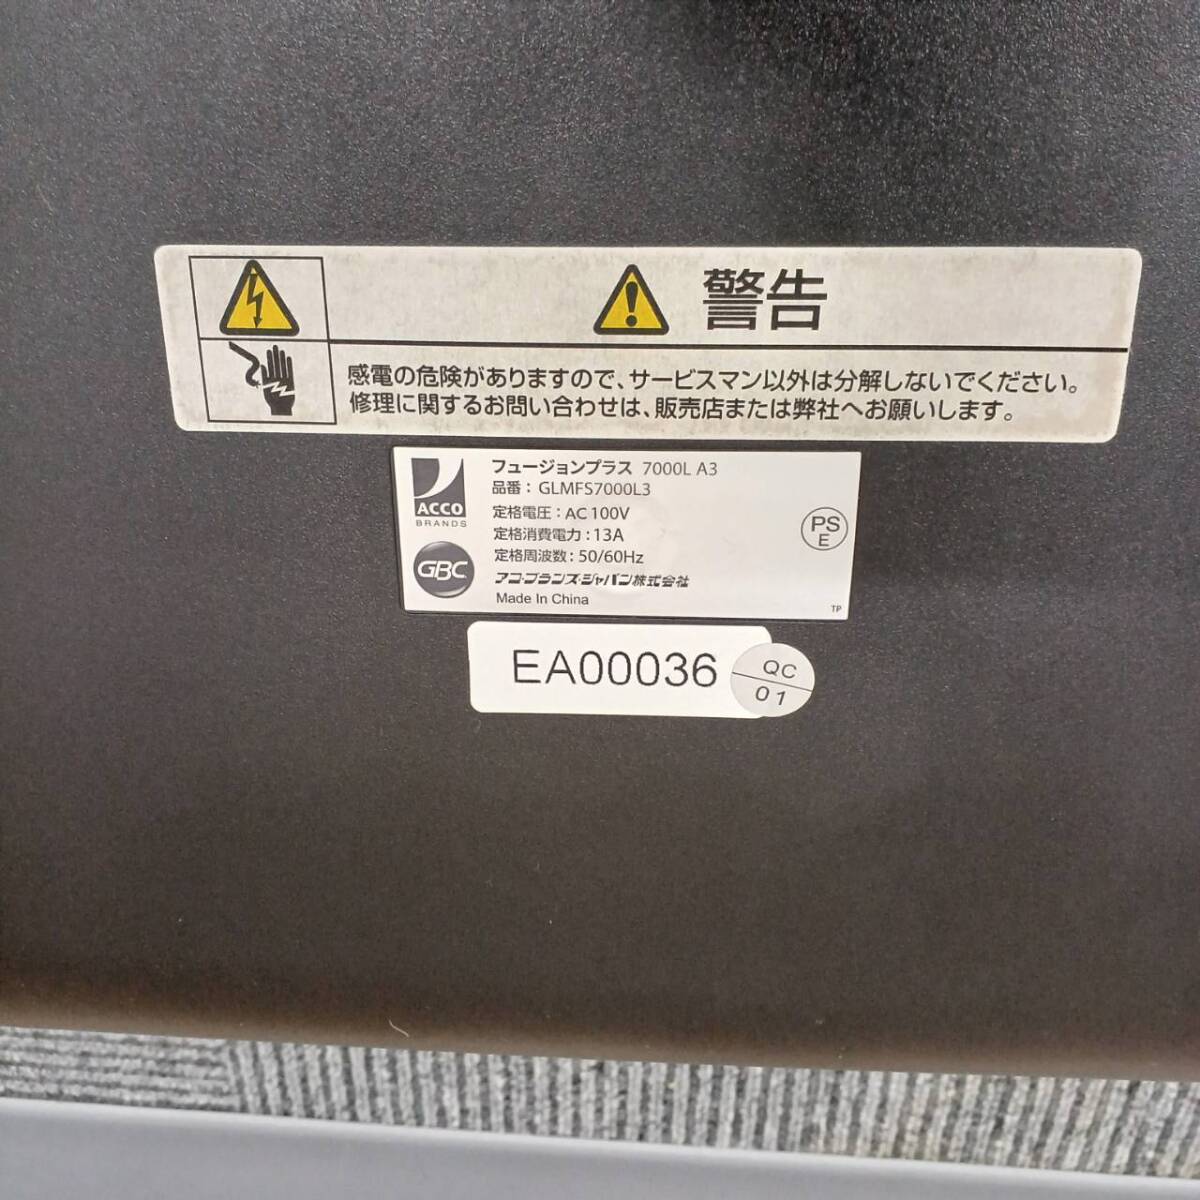 警告
感電の危険がありますので、サービスマン以外は分解しないでください。
修理に関するお問い合わせは、販売店または弊社へお願いします。
ACCO
BRANDS
GBC
フュージョンプラス 7000L A3
品番：GLMFS7000L3
定格電圧：AC 100V
定格消費電力：13A
定格周波数：50/60Hz
アコ・ブランズ・ジャパン株式会社
Made In China
PS
E
TP
EA00036
QC
01